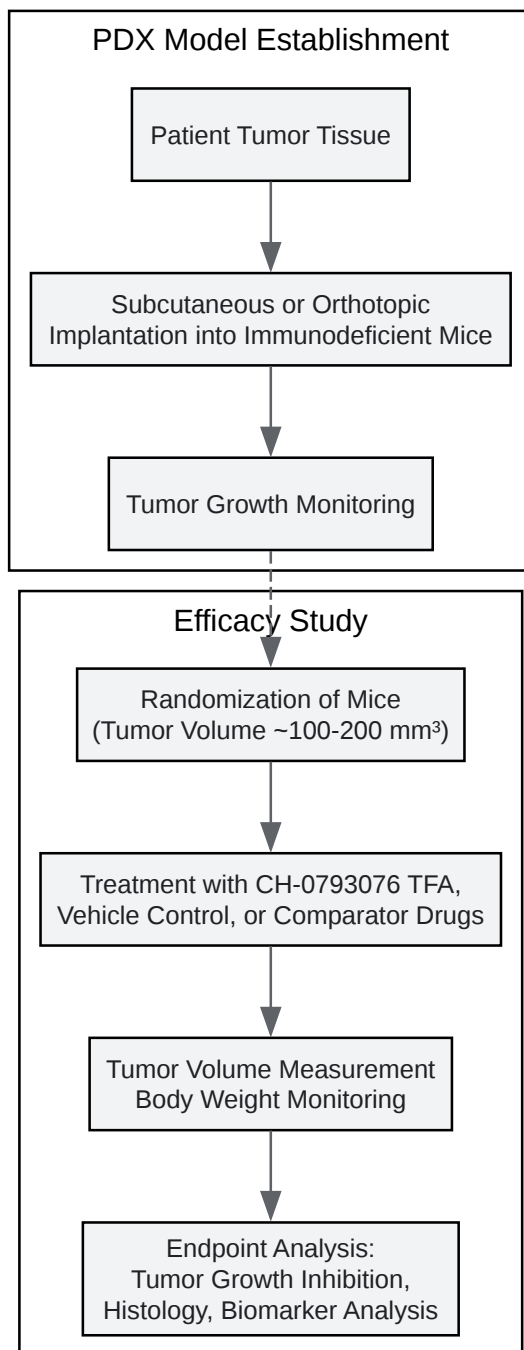 PDX Model Establishment
Patient Tumor Tissue
Subcutaneous or Orthotopic
Implantation into Immunodeficient Mice
Tumor Growth Monitoring
Efficacy Study
Randomization of Mice
(Tumor Volume ~100-200 mm³)
Treatment with CH-0793076 TFA,
Vehicle Control, or Comparator Drugs
Tumor Volume Measurement
Body Weight Monitoring
Endpoint Analysis:
Tumor Growth Inhibition,
Histology, Biomarker Analysis